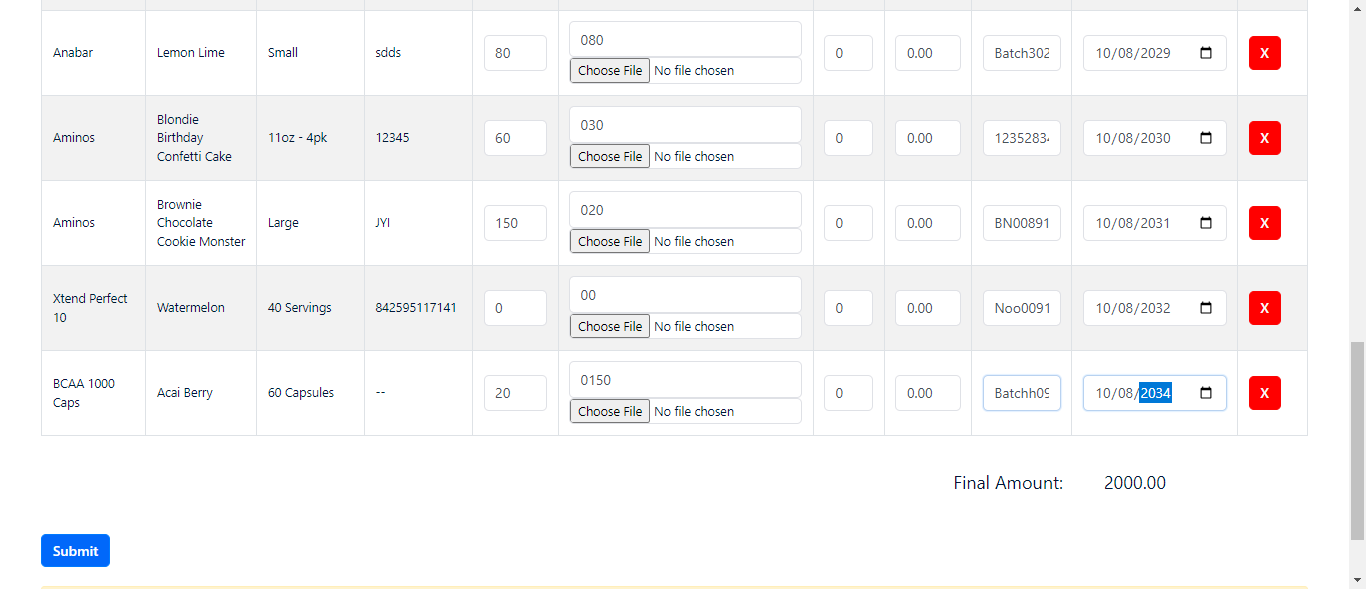 Anabar Lemon Lime Small sdds 80 080 0 0.00 Batch302 10/08/2029 X
Choose File No file chosen
Aminos Blondie Birthday Confetti Cake 11oz - 4pk 12345 60 030 0 0.00 1235283 10/08/2030 X
Choose File No file chosen
Aminos Brownie Chocolate Cookie Monster Large JYI 150 020 0 0.00 BN00891 10/08/2031 X
Choose File No file chosen
Xtend Perfect 10 Watermelon 40 Servings 842595117141 0 00 0 0.00 Noo0091 10/08/2032 X
Choose File No file chosen
BCAA 1000 Caps Acai Berry 60 Capsules -- 20 0150 0 0.00 Batchh09 10/08/2034 X
Choose File No file chosen
Final Amount: 2000.00
Submit